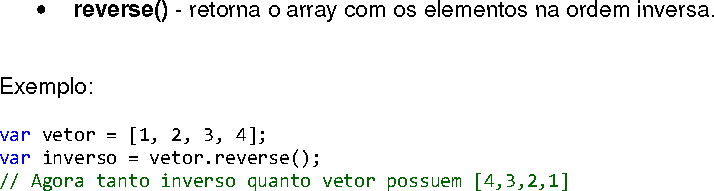 • reverse() - retorna o array com os elementos na ordem inversa.
Exemplo:
var vetor = [1, 2, 3, 4];
var inverso = vetor.reverse();
// Agora tanto inverso quanto vetor possuem [4,3,2,1]